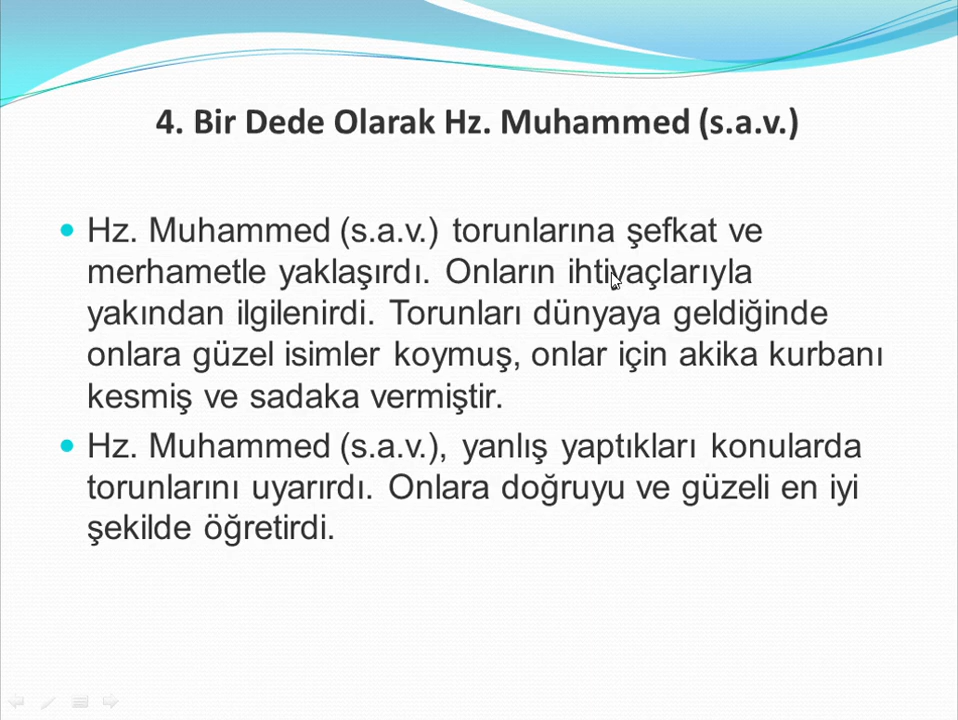 4. Bir Dede Olarak Hz. Muhammed (s.a.v.)
Hz. Muhammed (s.a.v.) torunlarına şefkat ve
merhametle yaklaşırdı. Onların ihtiyaçlarıyla
yakından ilgilenirdi. Torunları dünyaya geldiğinde
onlara güzel isimler koymuş, onlar için akika kurbanı
kesmiş ve sadaka vermiştir.
Hz. Muhammed (s.a.v.), yanlış yaptıkları konularda
torunlarını uyarırdı. Onlara doğruyu ve güzeli en iyi
şekilde öğretirdi.